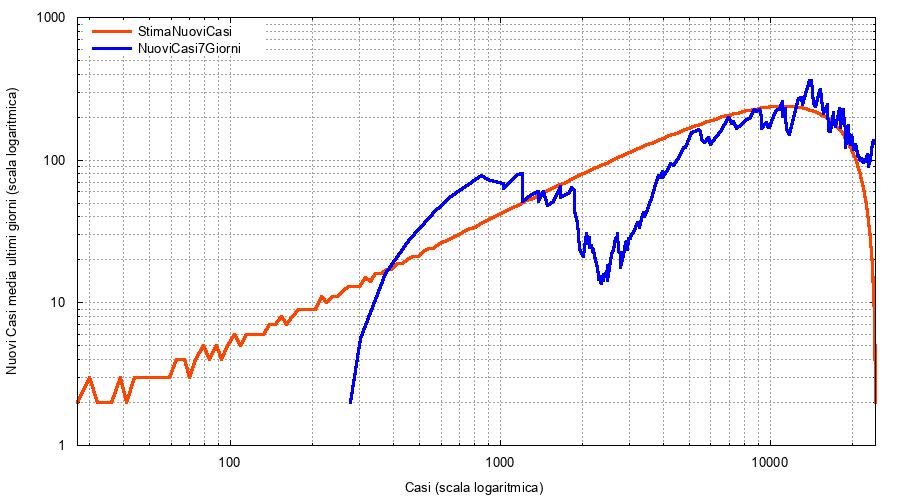 1000
StimaNuoviCasi
NuoviCasi7Giorni
100
10
1
Nuovi Casi media ultimi giorni (scala logaritmica)
100
1000
10000
Casi (scala logaritmica)